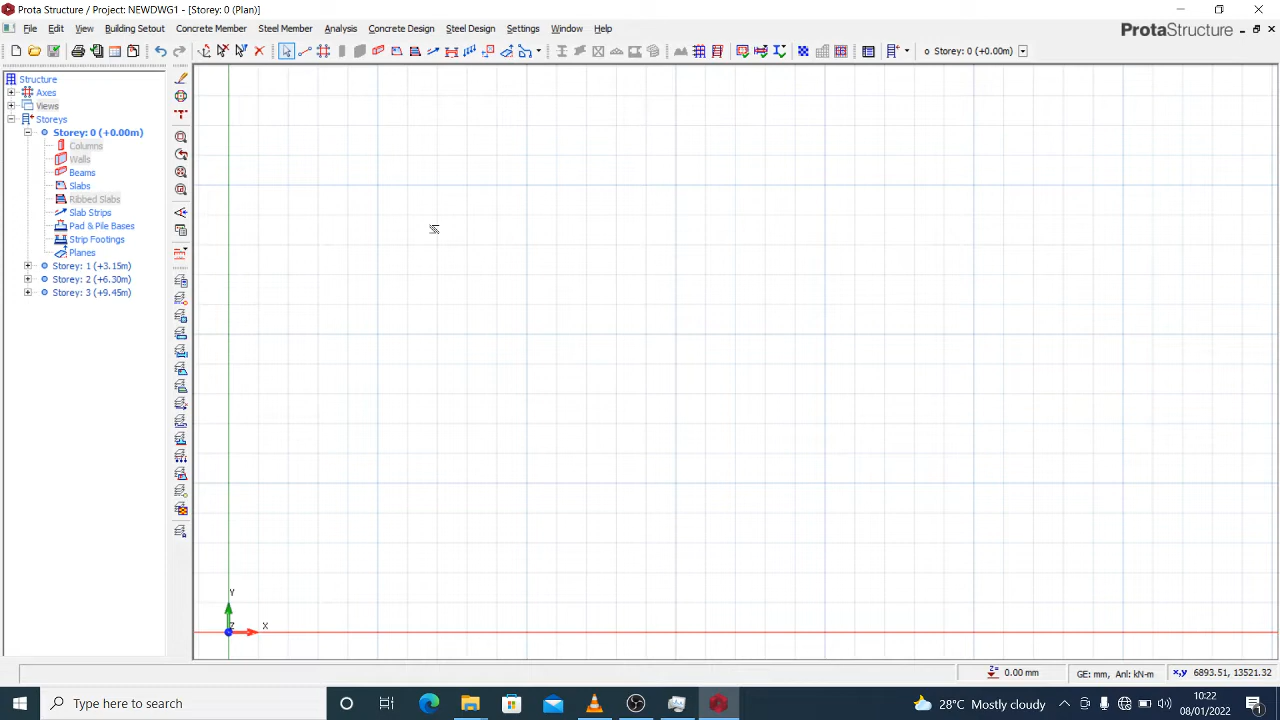 Prota Structure / Project: NEWDWG1 - [Storey: 0 (Plan)]
File Edit View Building Setout Concrete Member Steel Member Analysis Concrete Design Steel Design Settings Window Help
ProtaStructure
o Storey: 0 (+0.00m)
Structure
Axes
Views
Storeys
Storey: 0 (+0.00m)
Columns
Walls
Beams
Slabs
Ribbed Slabs
Slab Strips
Pad & Pile Bases
Strip Footings
Planes
Storey: 1 (+3.15m)
Storey: 2 (+6.30m)
Storey: 3 (+9.45m)
Y
Z X
Z= 0.00 mm GE: mm, Anl: kN-m x,y 6893.51, 13521.32
Type here to search
28°C Mostly cloudy
10:22
08/01/2022